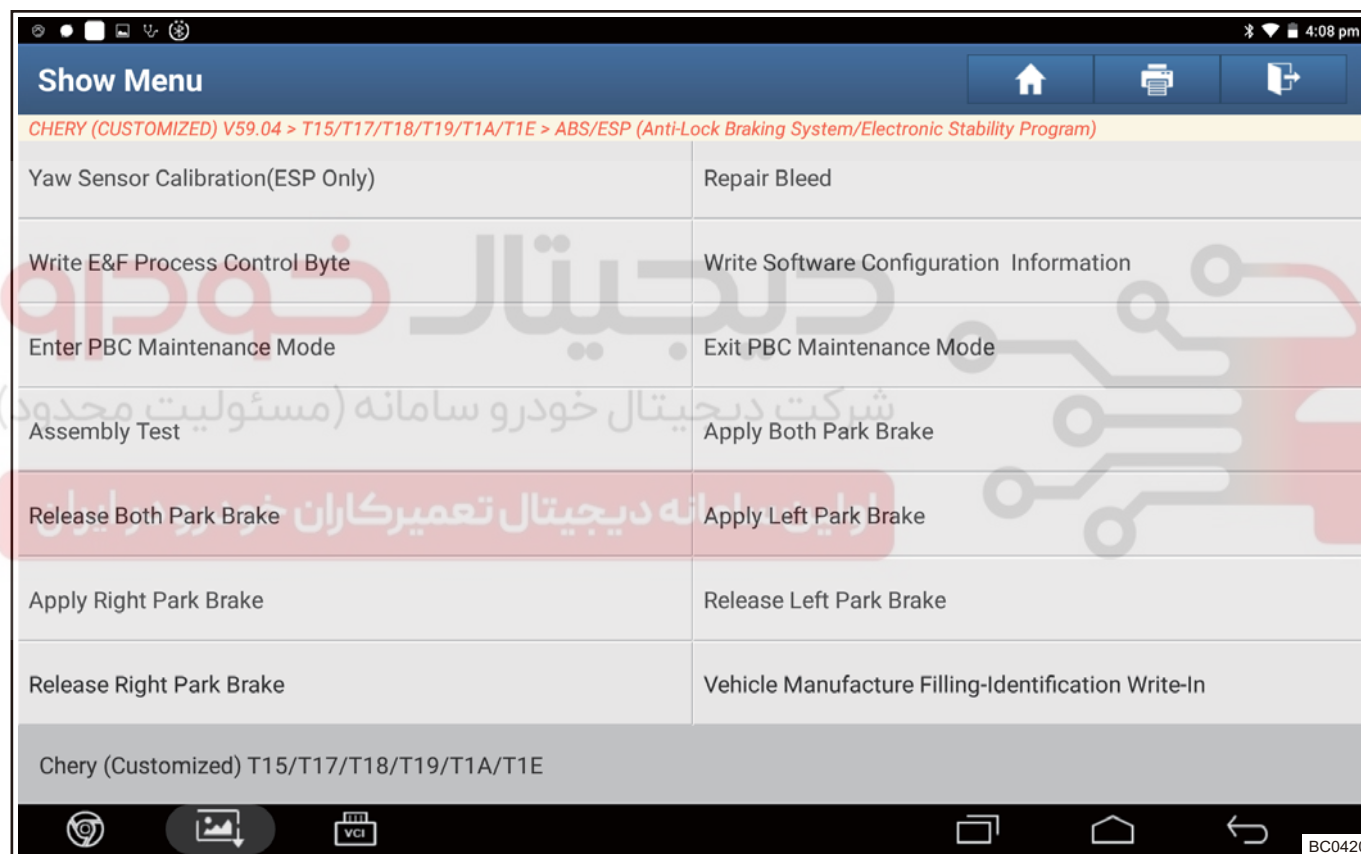 4:08 pm
Show Menu
CHERY (CUSTOMIZED) V59.04 > T15/T17/T18/T19/T1A/T1E > ABS/ESP (Anti-Lock Braking System/Electronic Stability Program)
Yaw Sensor Calibration(ESP Only)
Repair Bleed
Write E&F Process Control Byte
Write Software Configuration Information
دیجیتال خودرو
Enter PBC Maintenance Mode
Exit PBC Maintenance Mode
شرکت دیجیتال خودرو سامانه (مسئولیت محدود)
Assembly Test
Apply Both Park Brake
اولین سامانه دیجیتال تعمیرکاران خودرو در ایران
Release Both Park Brake
Apply Left Park Brake
Apply Right Park Brake
Release Left Park Brake
Release Right Park Brake
Vehicle Manufacture Filling-Identification Write-In
Chery (Customized) T15/T17/T18/T19/T1A/T1E
VCI